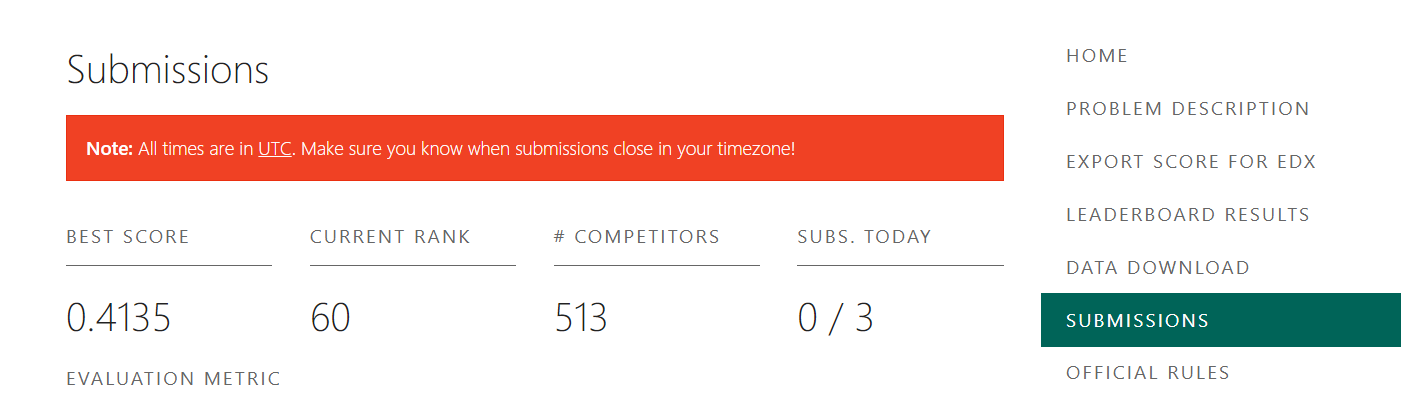 Submissions
Note: All times are in UTC. Make sure you know when submissions close in your timezone!
BEST SCORE
CURRENT RANK
# COMPETITORS
SUBS. TODAY
0.4135
60
513
0 / 3
EVALUATION METRIC
HOME
PROBLEM DESCRIPTION
EXPORT SCORE FOR EDX
LEADERBOARD RESULTS
DATA DOWNLOAD
SUBMISSIONS
OFFICIAL RULES